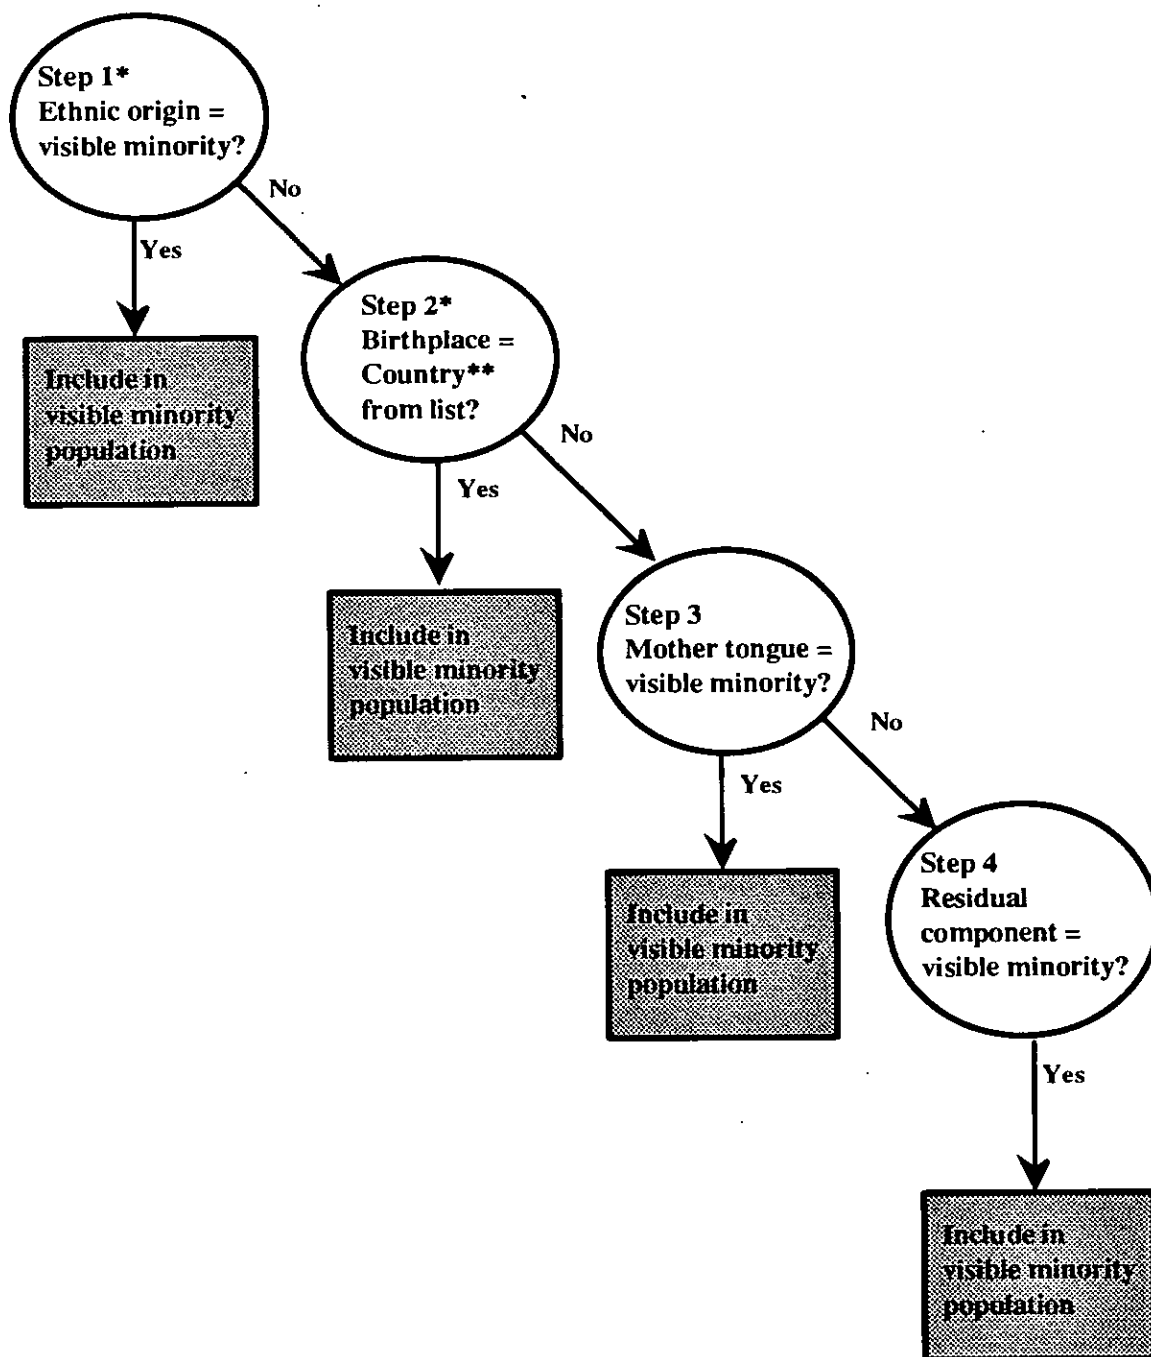 Step 1*
Ethnic origin =
visible minority?
No
Yes
Include in
visible minority
population
Step 2*
Birthplace =
Country**
from list?
No
Yes
Include in
visible minority
population
Step 3
Mother tongue =
visible minority?
No
Yes
Include in
visible minority
population
Step 4
Residual
component =
visible minority?
Yes
Include in
visible minority
population